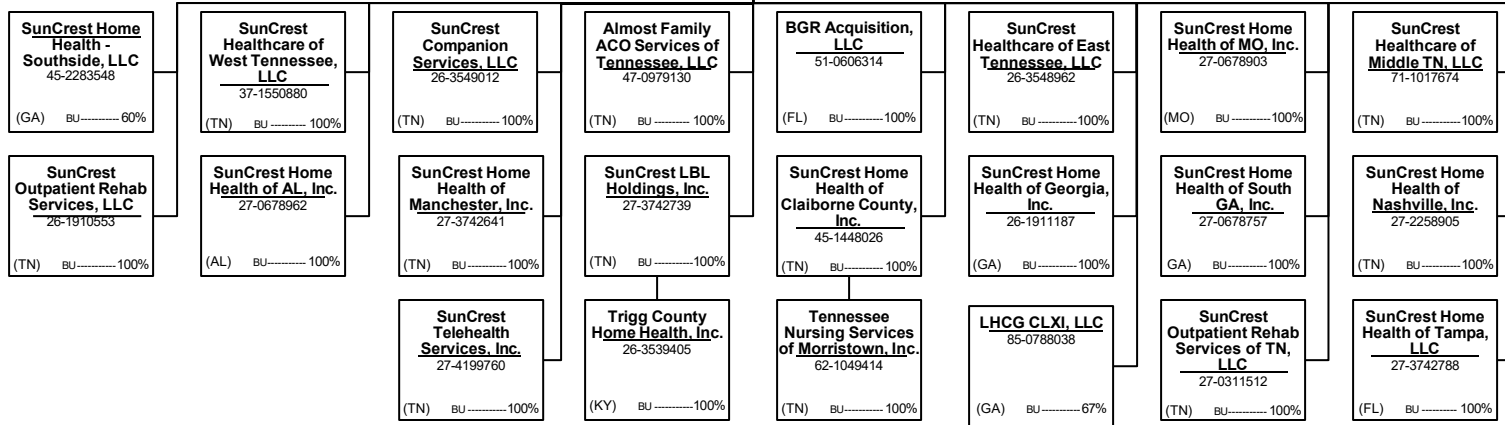 SunCrest Home
Health -
Southside, LLC
45-2283548
(GA) BU----------- 60%
SunCrest
Healthcare of
West Tennessee,
LLC
37-1550880
(TN) BU ---------- 100%
SunCrest
Companion
Services, LLC
26-3549012
(TN) BU-----------100%
Almost Family
ACO Services of
Tennessee, LLC
47-0979130
(TN) BU ---------- 100%
BGR Acquisition,
LLC
51-0606314
(FL) BU-----------100%
SunCrest
Healthcare of East
Tennessee, LLC
26-3548962
(TN) BU-----------100%
SunCrest Home
Health of MO, Inc.
27-0678903
(MO) BU-----------100%
SunCrest
Healthcare of
Middle TN, LLC
71-1017674
(TN) BU----------- 100%
SunCrest
Outpatient Rehab
Services, LLC
26-1910553
(TN) BU-----------100%
SunCrest Home
Health of AL, Inc.
27-0678962
(AL) BU----------- 100%
SunCrest Home
Health of
Manchester, Inc.
27-3742641
(TN) BU-----------100%
SunCrest LBL
Holdings, Inc.
27-3742739
(TN) BU ---------- 100%
SunCrest Home
Health of
Claiborne County,
Inc.
45-1448026
(TN) BU-----------100%
SunCrest Home
Health of Georgia,
Inc.
26-1911187
(GA) BU-----------100%
SunCrest Home
Health of South
GA, Inc.
27-0678757
GA) BU-----------100%
SunCrest Home
Health of
Nashville, Inc.
27-2258905
(TN) BU----------- 100%
SunCrest
Telehealth
Services, Inc.
27-4199760
(TN) BU-----------100%
Trigg County
Home Health, Inc.
26-3539405
(KY) BU -----------100%
Tennessee
Nursing Services
of Morristown, Inc.
62-1049414
(TN) BU-----------100%
LHCG CLXI, LLC
85-0788038
(GA) BU-----------67%
SunCrest
Outpatient Rehab
Services of TN,
LLC
27-0311512
(TN) BU-----------100%
SunCrest Home
Health of Tampa,
LLC
27-3742788
(FL) BU----------- 100%